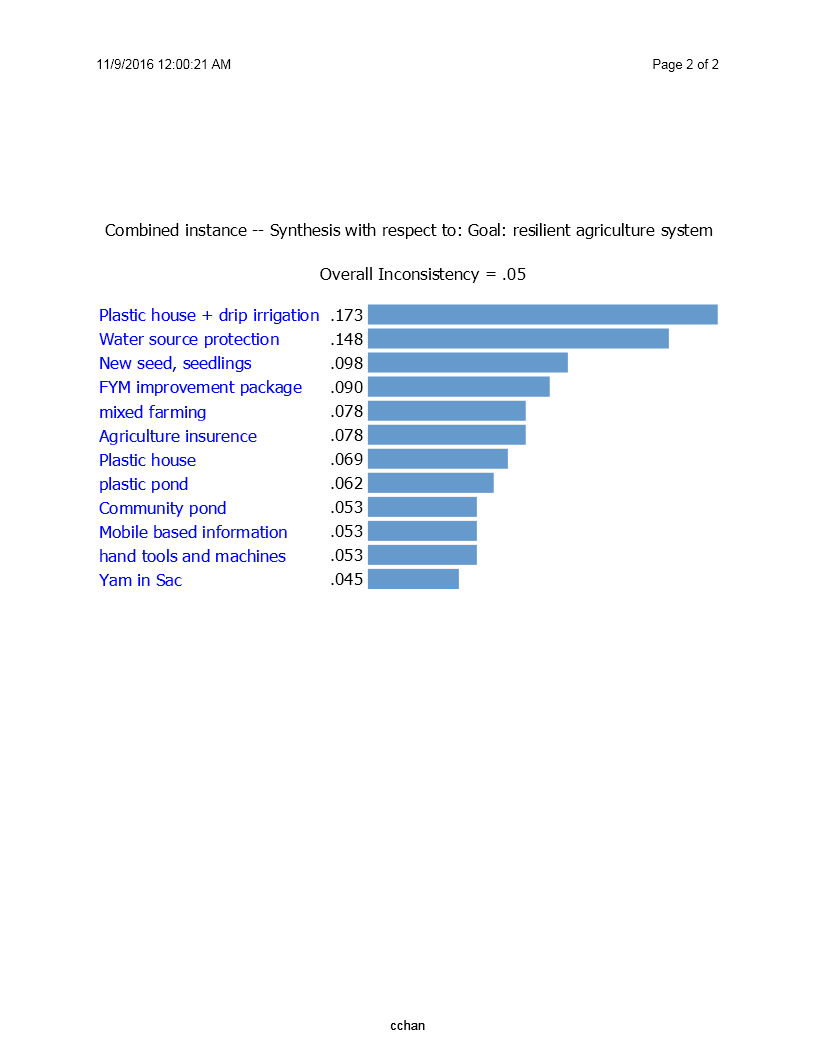 11/9/2016 12:00:21 AM Page 2 of 2
Combined instance -- Synthesis with respect to: Goal: resilient agriculture system
Overall Inconsistency = .05
Plastic house + drip irrigation .173
Water source protection .148
New seed, seedlings .098
FYM improvement package .090
mixed farming .078
Agriculture insurence .078
Plastic house .069
plastic pond .062
Community pond .053
Mobile based information .053
hand tools and machines .053
Yam in Sac .045
cchan